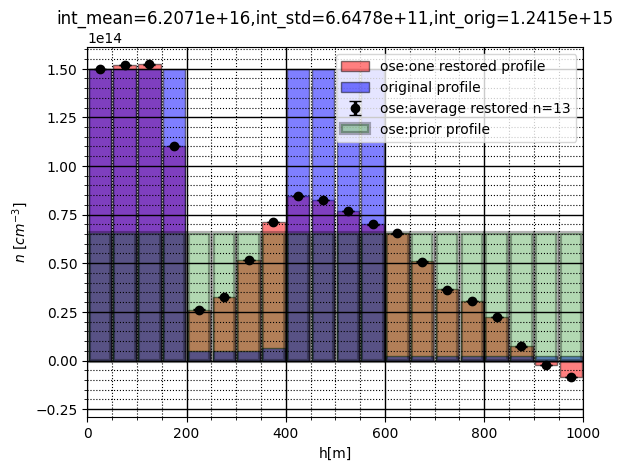 int_mean=6.2071e+16,int_std=6.6478e+11,int_orig=1.2415e+15
1e14
ose:one restored profile
original profile
ose:average restored n=13
ose:prior profile
1.50
1.25
1.00
0.75
0.50
0.25
0.00
−0.25
n [cm⁻³]
0 200 400 600 800 1000
h[m]